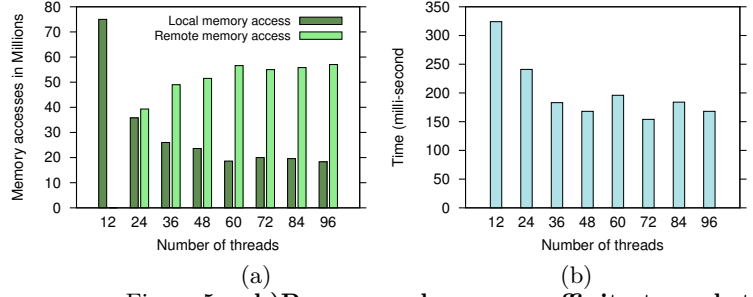 Memory accesses in Millions
80
70
60
50
40
30
20
10
0
Local memory access
Remote memory access
12 24 36 48 60 72 84 96
Number of threads
(a)
Time (milli-second
350
300
250
200
150
100
50
0
12 24 36 48 60 72 84 96
Number of threads
(b)